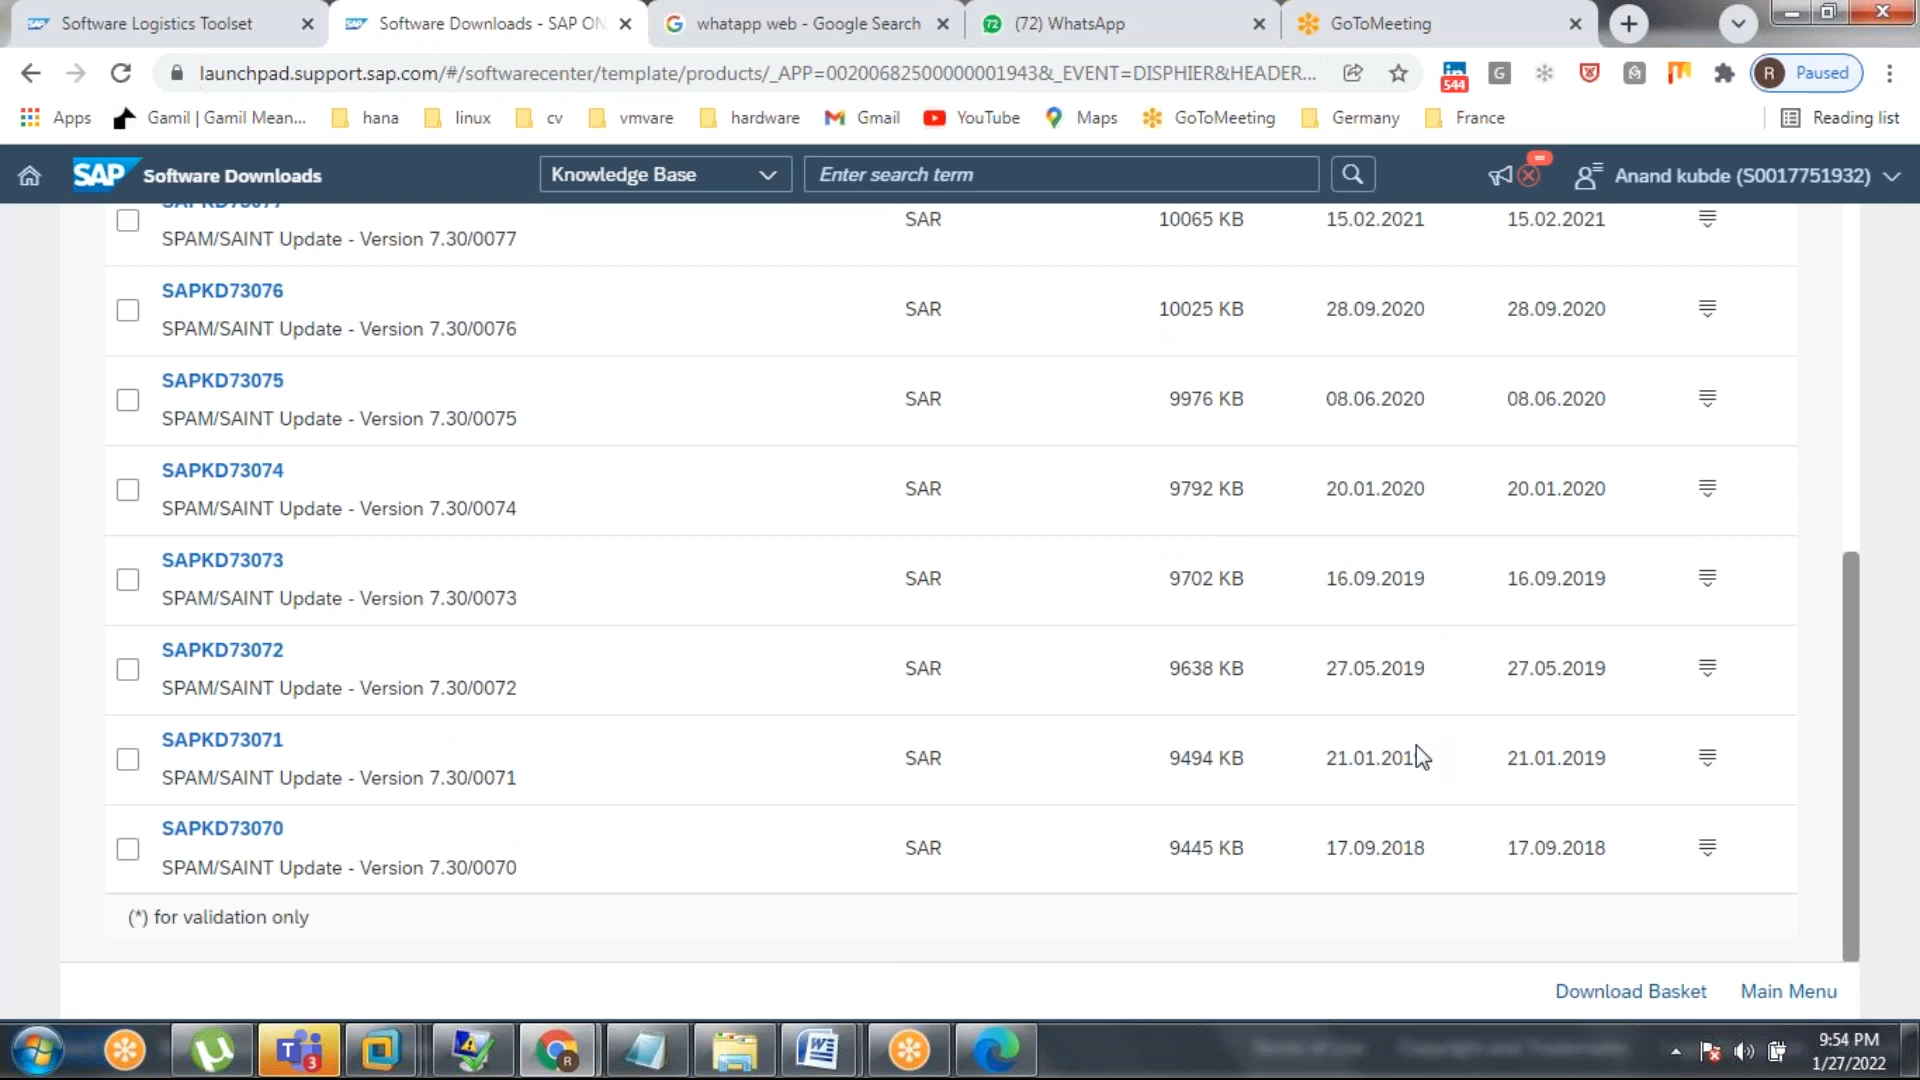 Software Logistics Toolset
Software Downloads - SAP ON
whatapp web - Google Search
72
(72) WhatsApp
GoToMeeting
launchpad.support.sap.com/#/softwarecenter/template/products/_APP=00200682500000001943&_EVENT=DISPHIER&HEADER...
544
G
R
Paused
Apps
Gamil | Gamil Mean...
hana
linux
cv
vmvare
hardware
Gmail
YouTube
Maps
GoToMeeting
Germany
France
Reading list
SAP Software Downloads
Knowledge Base
Enter search term
Anand kubde (S0017751932)
SAPKD73077
SPAM/SAINT Update - Version 7.30/0077
SAR
10065 KB
15.02.2021
15.02.2021
SAPKD73076
SPAM/SAINT Update - Version 7.30/0076
SAR
10025 KB
28.09.2020
28.09.2020
SAPKD73075
SPAM/SAINT Update - Version 7.30/0075
SAR
9976 KB
08.06.2020
08.06.2020
SAPKD73074
SPAM/SAINT Update - Version 7.30/0074
SAR
9792 KB
20.01.2020
20.01.2020
SAPKD73073
SPAM/SAINT Update - Version 7.30/0073
SAR
9702 KB
16.09.2019
16.09.2019
SAPKD73072
SPAM/SAINT Update - Version 7.30/0072
SAR
9638 KB
27.05.2019
27.05.2019
SAPKD73071
SPAM/SAINT Update - Version 7.30/0071
SAR
9494 KB
21.01.201
21.01.2019
SAPKD73070
SPAM/SAINT Update - Version 7.30/0070
SAR
9445 KB
17.09.2018
17.09.2018
(*) for validation only
Download Basket
Main Menu
9:54 PM
1/27/2022